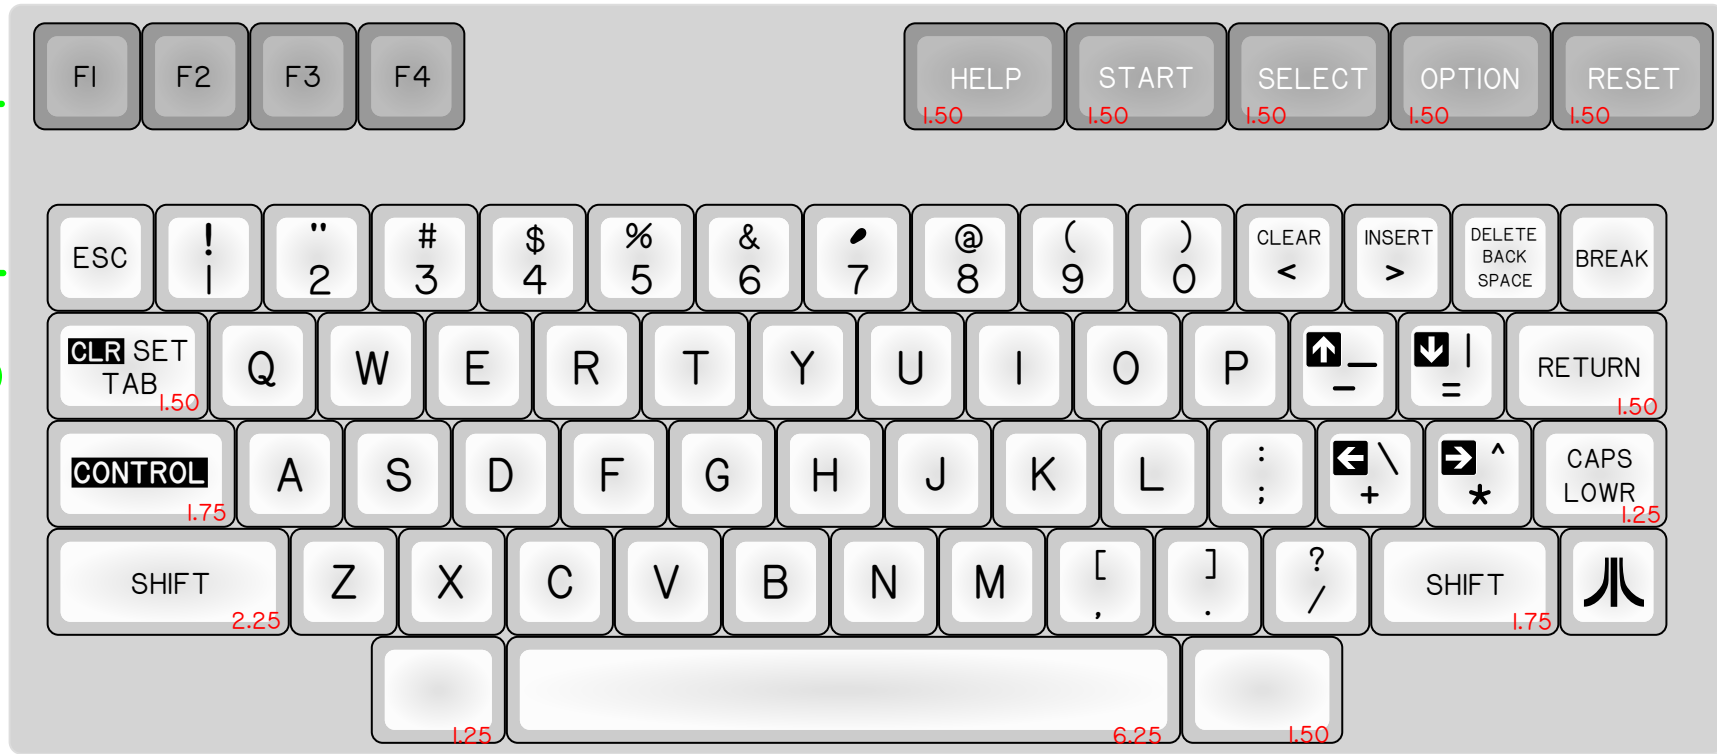 F1 F2 F3 F4 HELP START SELECT OPTION RESET
1.50 1.50 1.50 1.50 1.50
! " # $ % & ' @ ( ) CLEAR INSERT DELETE
ESC 1 2 3 4 5 6 7 8 9 0 < > BACK SPACE BREAK
CLR SET TAB Q W E R T Y U I O P ↑ _ - ↓ | = RETURN
1.50 1.50
CONTROL A S D F G H J K L : ; ← \ + → ^ * CAPS LOWR
1.75 1.25
SHIFT Z X C V B N M [ , ] . ? / SHIFT
2.25 1.75
1.25 6.25 1.50